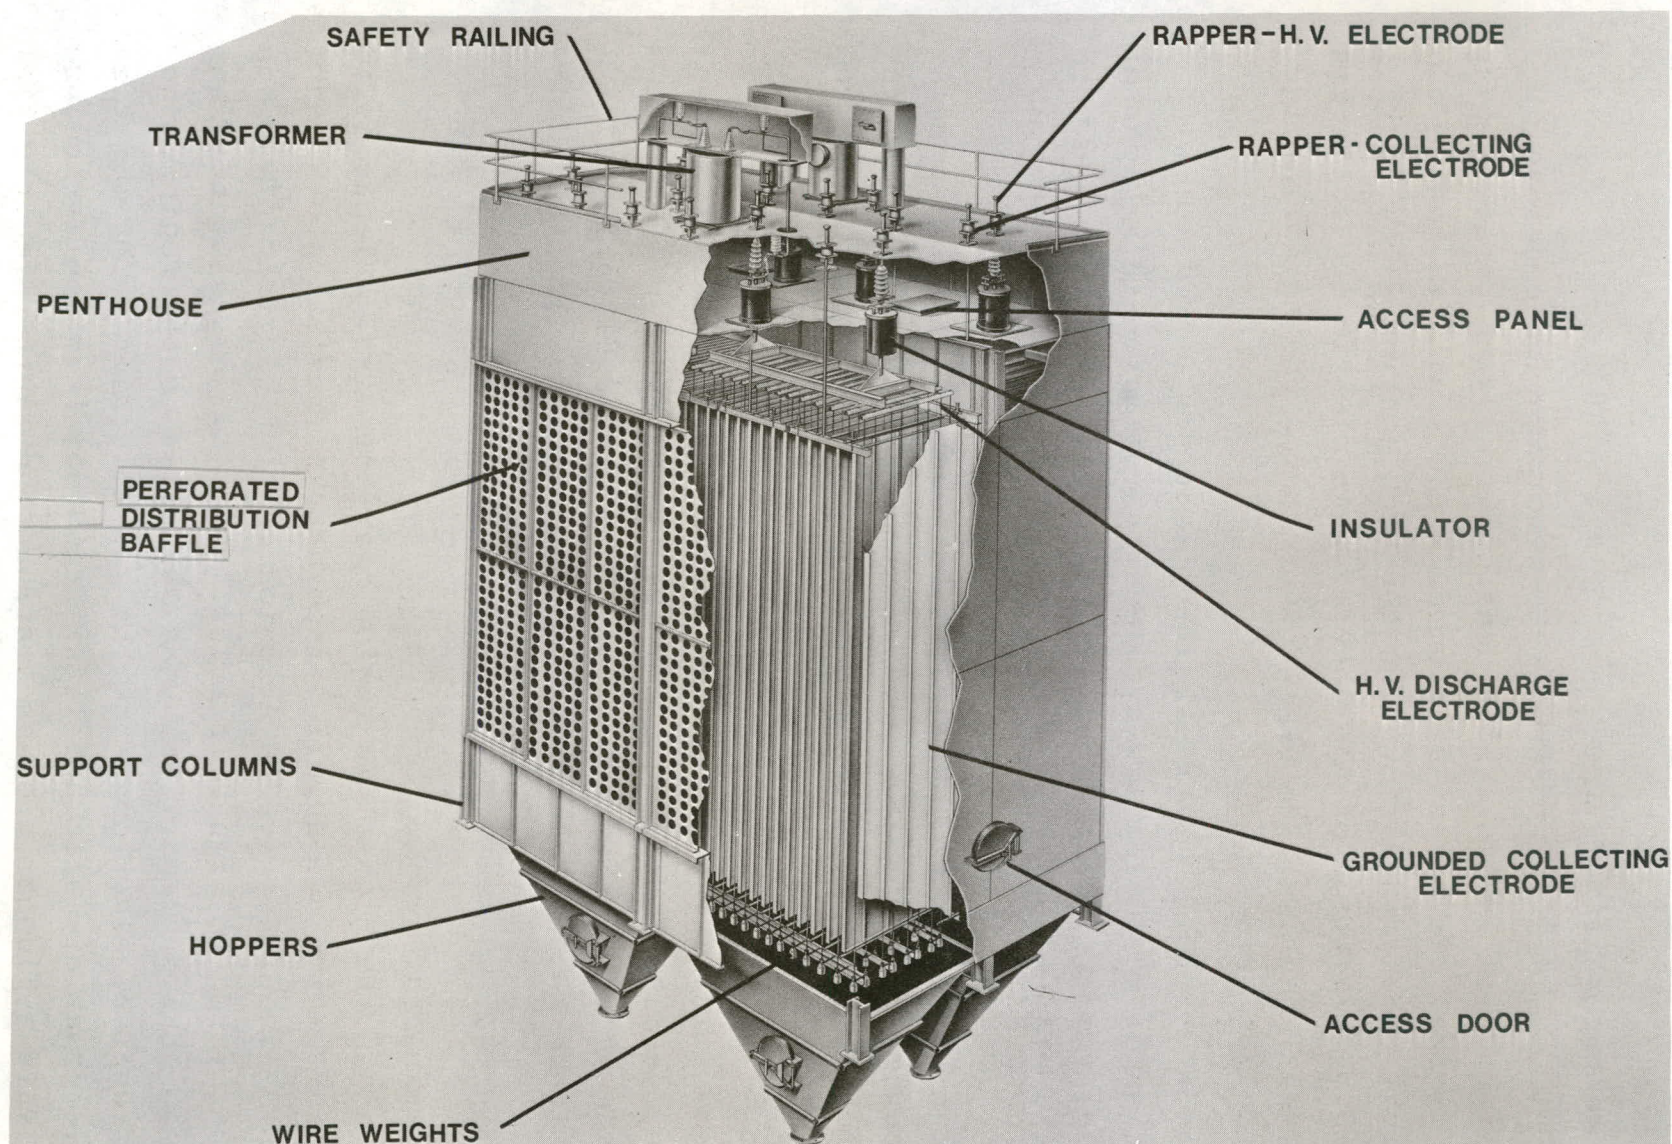 SAFETY RAILING
RAPPER-H.V. ELECTRODE
TRANSFORMER
RAPPER-COLLECTING
ELECTRODE
PENTHOUSE
ACCESS PANEL
PERFORATED
DISTRIBUTION
BAFFLE
INSULATOR
H.V. DISCHARGE
ELECTRODE
SUPPORT COLUMNS
GROUNDED COLLECTING
ELECTRODE
HOPPERS
ACCESS DOOR
WIRE WEIGHTS